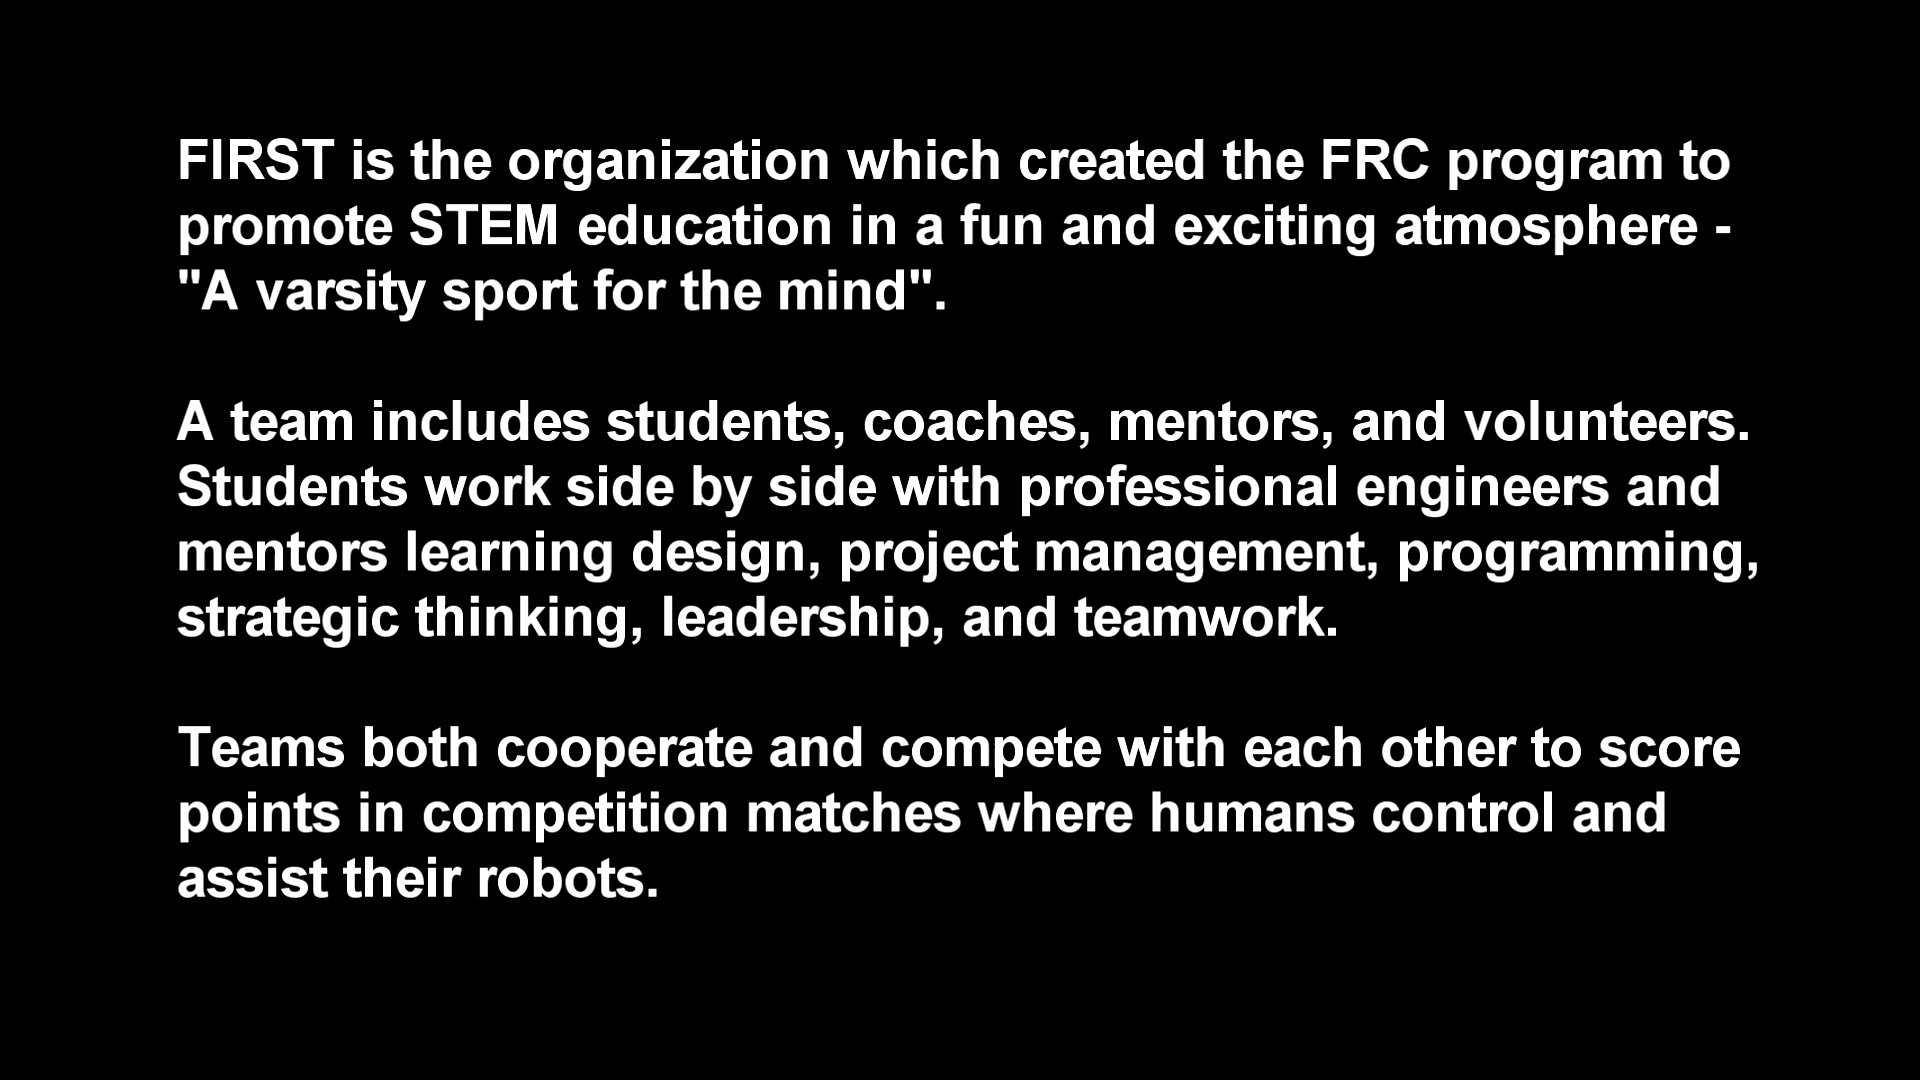 FIRST is the organization which created the FRC program to
promote STEM education in a fun and exciting atmosphere -
"A varsity sport for the mind".
A team includes students, coaches, mentors, and volunteers.
Students work side by side with professional engineers and
mentors learning design, project management, programming,
strategic thinking, leadership, and teamwork.
Teams both cooperate and compete with each other to score
points in competition matches where humans control and
assist their robots.